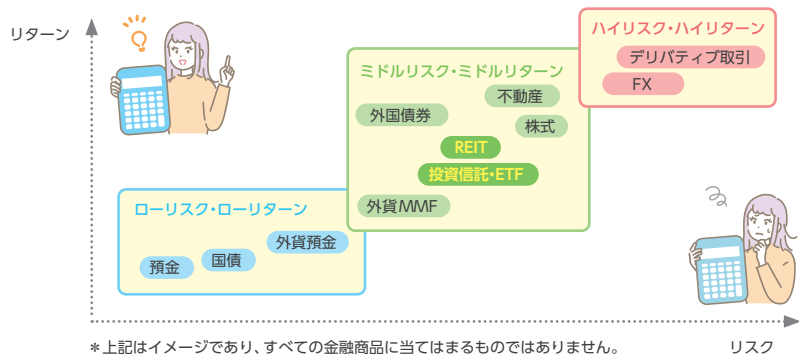 リターン
ハイリスク・ハイリターン
デリバティブ取引
FX
ミドルリスク・ミドルリターン
不動産
外国債券
株式
REIT
投資信託・ETF
外貨MMF
ローリスク・ローリターン
外貨預金
国債
預金
＊上記はイメージであり、すべての金融商品に当てはまるものではありません。
リスク